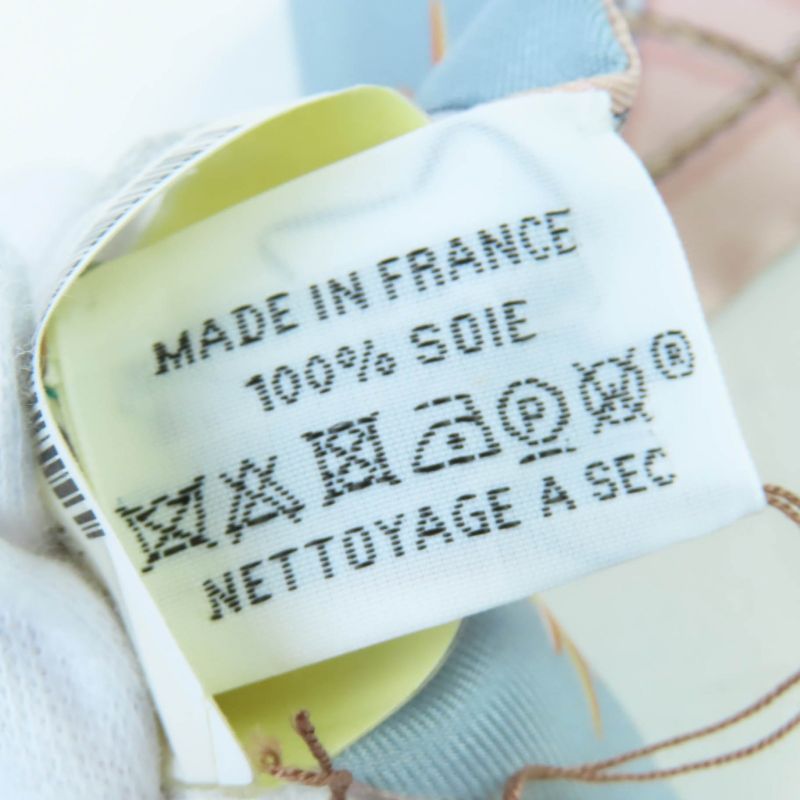 MADE IN FRANCE
100% SOIE
P W ®
NETTOYAGE A SEC